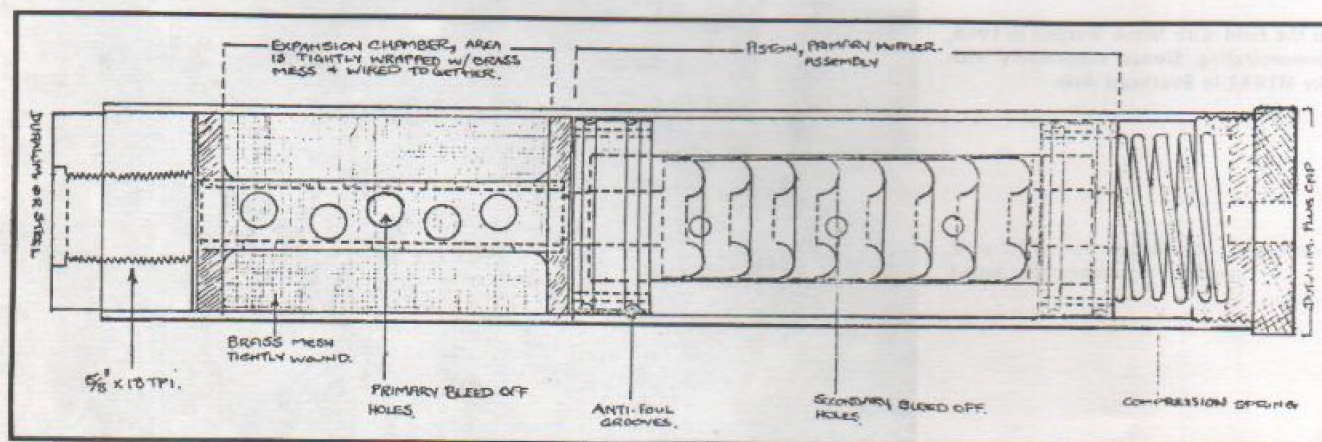 EXPANSION CHAMBER, AREA
IS TIGHTLY WRAPPED W/ BRASS
MESS & WIRED TOGETHER.
PISTON, PRIMARY MUFFLER.
ASSEMBLY
DURALUM OR STEEL
DURALUM. PLUG CAP
BRASS MESH
TIGHTLY WOUND.
5/8" x 18 TPI.
PRIMARY BLEED OFF
HOLES.
ANTI-FOUL
GROOVES.
SECONDARY BLEED OFF.
HOLES.
COMPRESSION SPRING